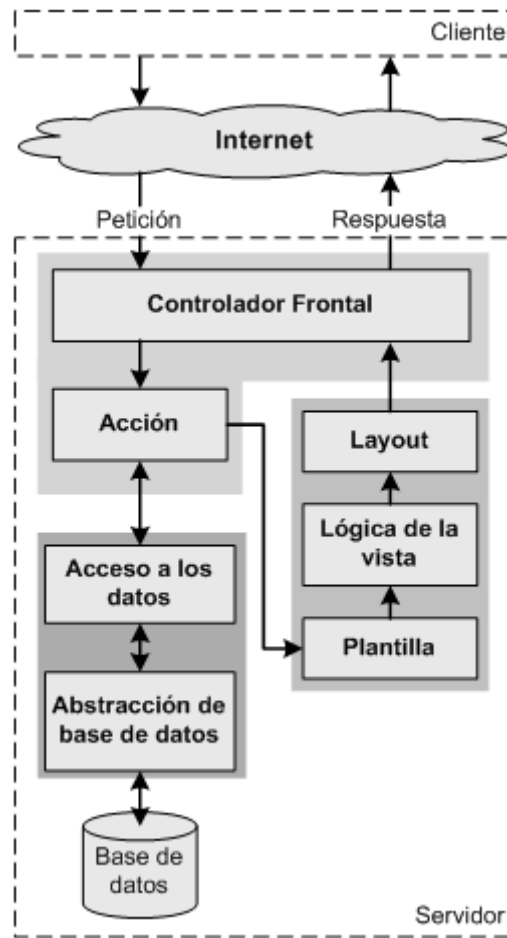 Cliente
Internet
Petición
Respuesta
Controlador Frontal
Acción
Layout
Lógica de la
vista
Plantilla
Acceso a los
datos
Abstracción de
base de datos
Base de
datos
Servidor